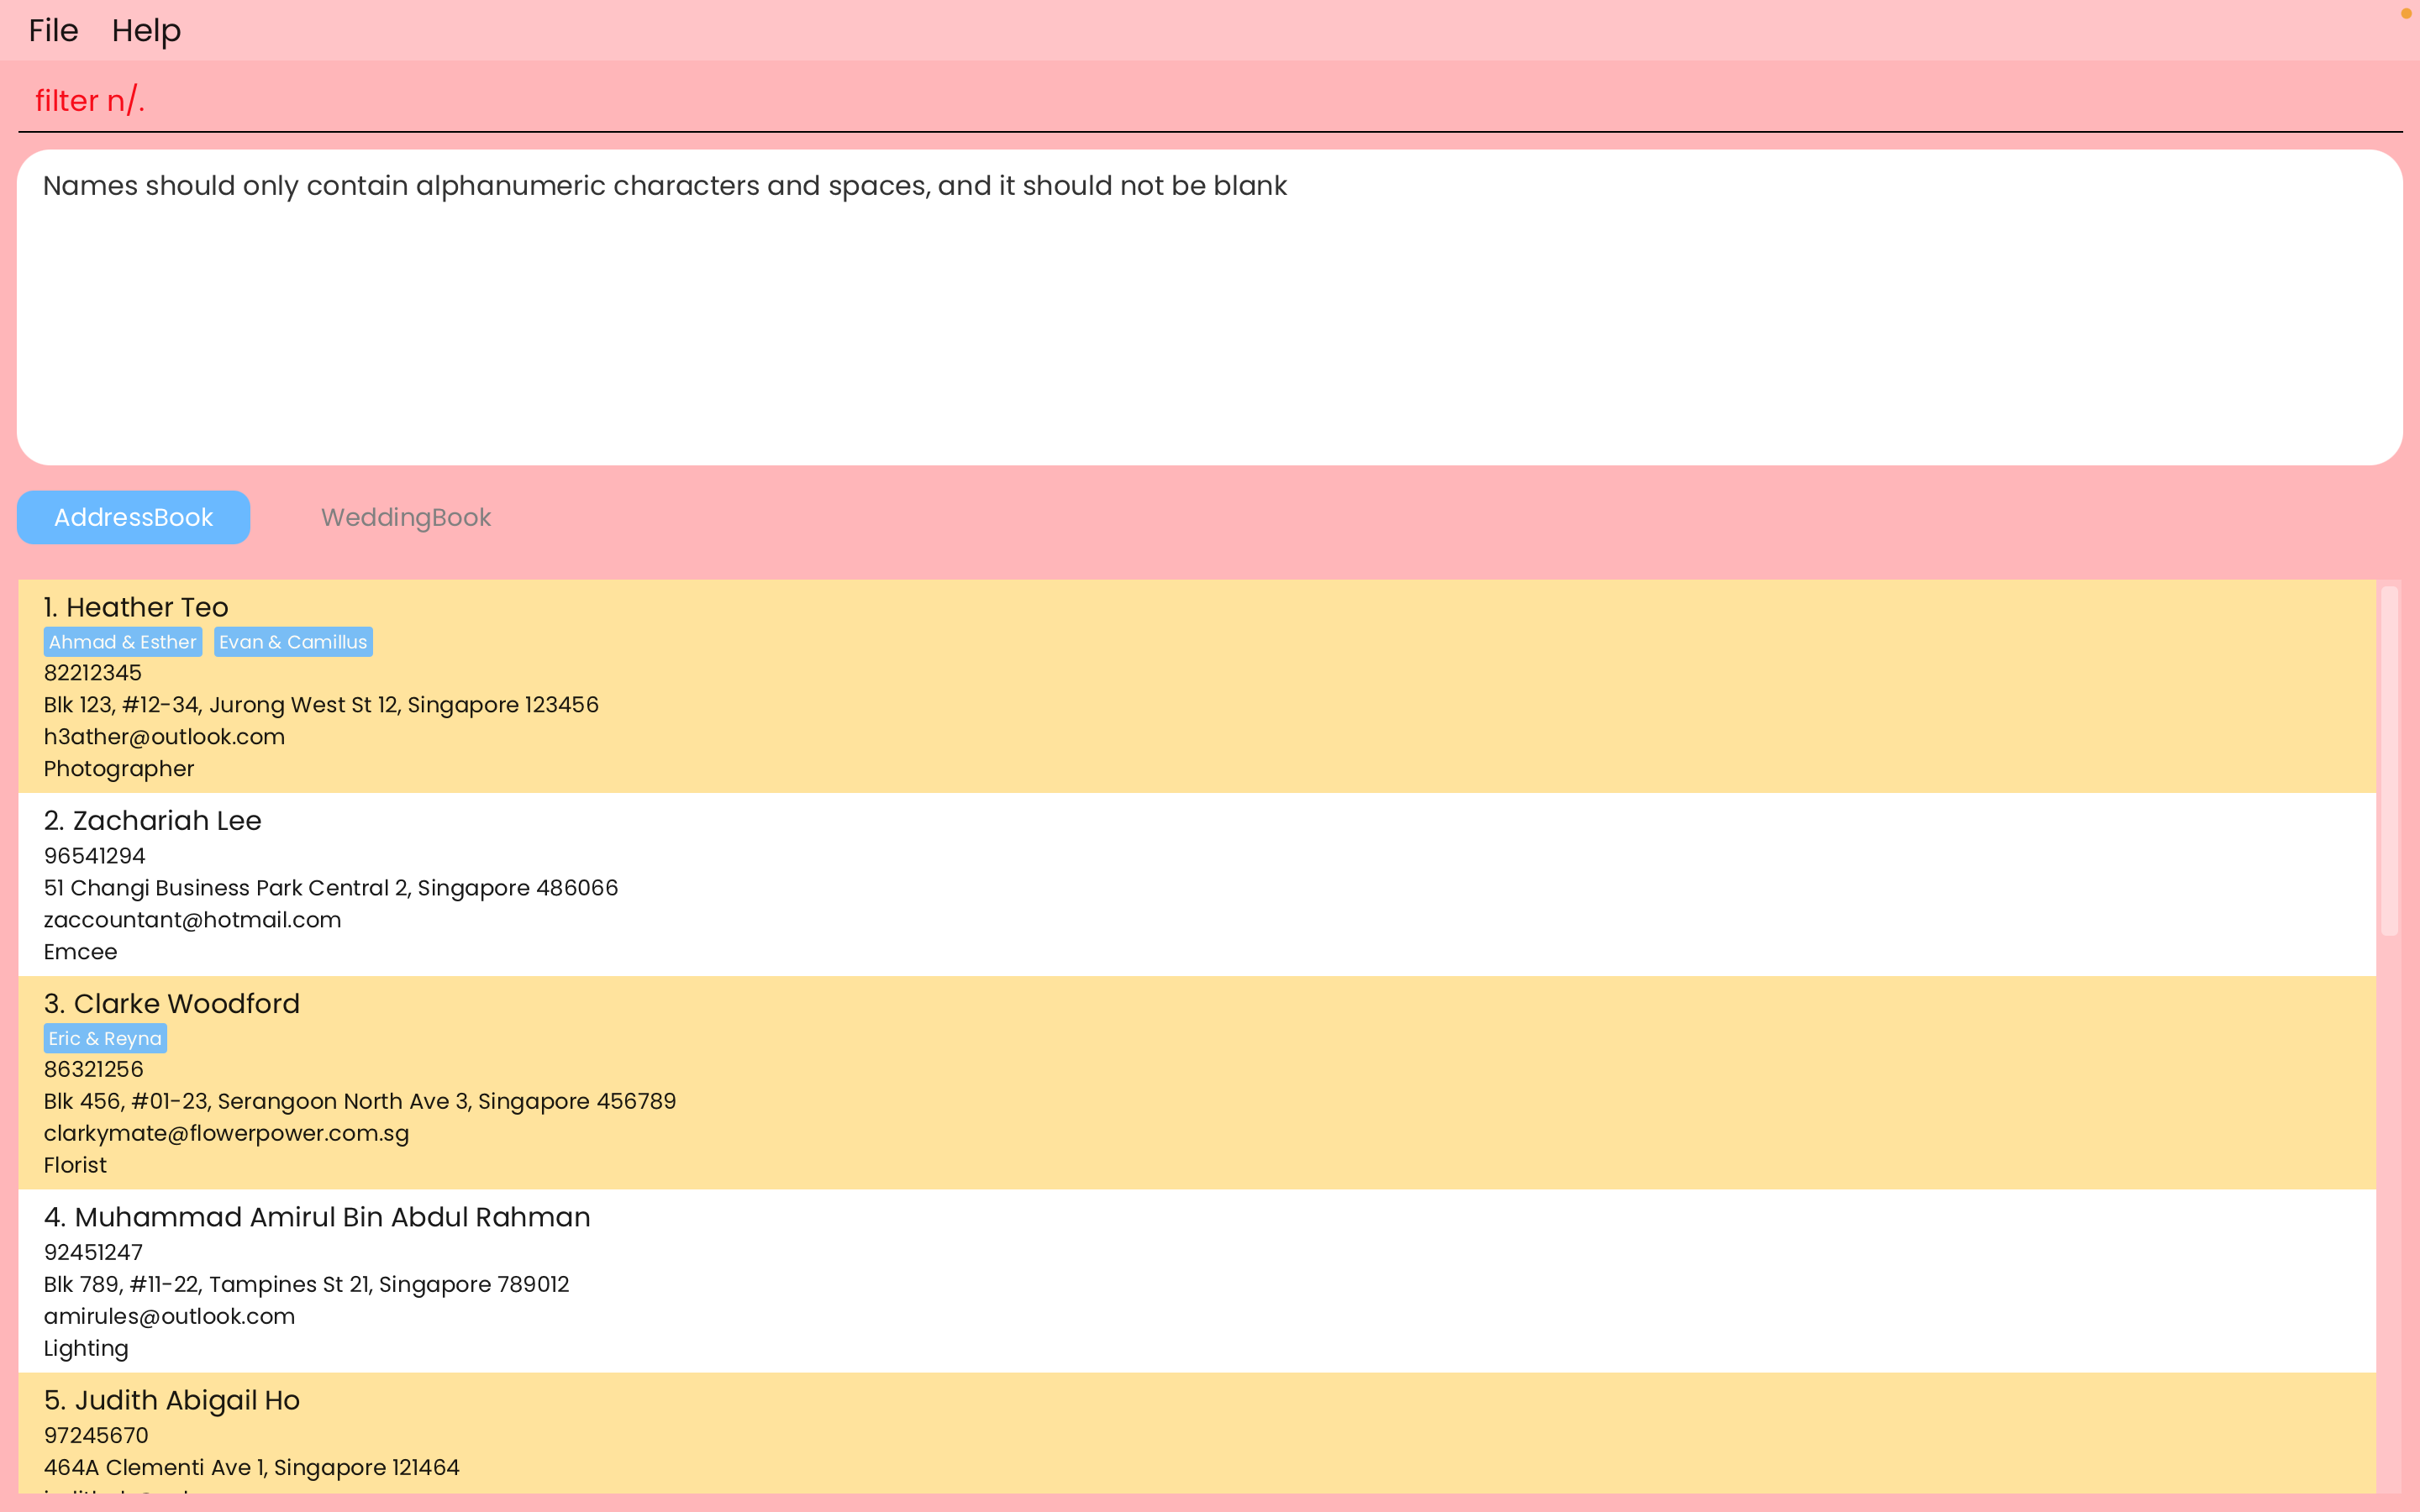 File Help
filter n/.
Names should only contain alphanumeric characters and spaces, and it should not be blank
AddressBook WeddingBook
1. Heather Teo
Ahmad & Esther Evan & Camillus
82212345
Blk 123, #12-34, Jurong West St 12, Singapore 123456
h3ather@outlook.com
Photographer
2. Zachariah Lee
96541294
51 Changi Business Park Central 2, Singapore 486066
zaccountant@hotmail.com
Emcee
3. Clarke Woodford
Eric & Reyna
86321256
Blk 456, #01-23, Serangoon North Ave 3, Singapore 456789
clarkymate@flowerpower.com.sg
Florist
4. Muhammad Amirul Bin Abdul Rahman
92451247
Blk 789, #11-22, Tampines St 21, Singapore 789012
amirules@outlook.com
Lighting
5. Judith Abigail Ho
97245670
464A Clementi Ave 1, Singapore 121464